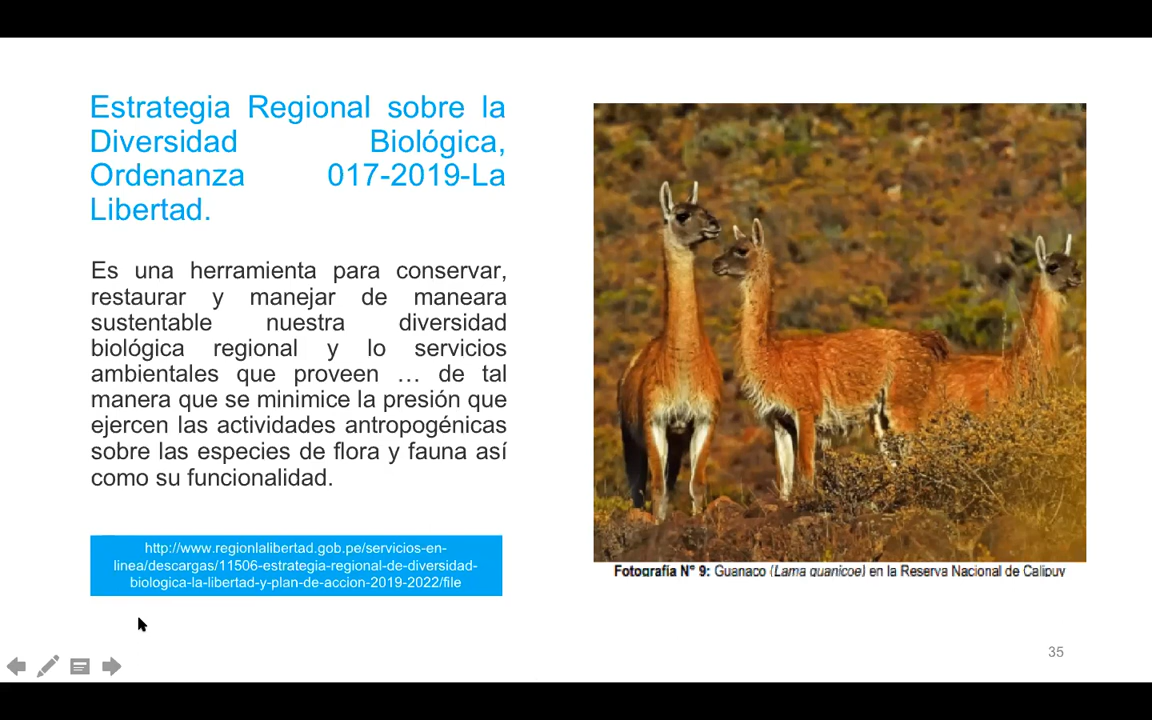 Estrategia Regional sobre la
Diversidad Biológica,
Ordenanza 017-2019-La
Libertad.
Es una herramienta para conservar,
restaurar y manejar de maneara
sustentable nuestra diversidad
biológica regional y lo servicios
ambientales que proveen … de tal
manera que se minimice la presión que
ejercen las actividades antropogénicas
sobre las especies de flora y fauna así
como su funcionalidad.
http://www.regionlalibertad.gob.pe/servicios-en-
linea/descargas/11506-estrategia-regional-de-diversidad-
biologica-la-libertad-y-plan-de-accion-2019-2022/file
Fotografía N° 9: Guanaco (Lama guanicoe) en la Reserva Nacional de Calipuy
35